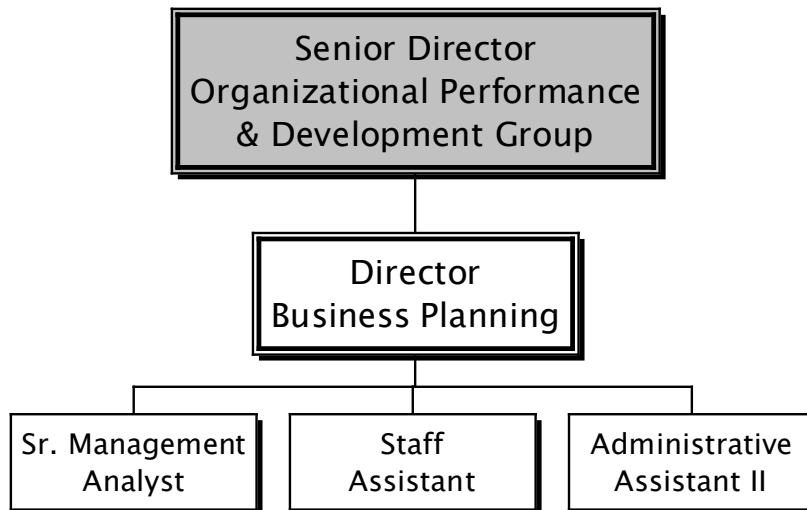 Senior Director
Organizational Performance
& Development Group
Director
Business Planning
Sr. Management
Analyst
Staff
Assistant
Administrative
Assistant II